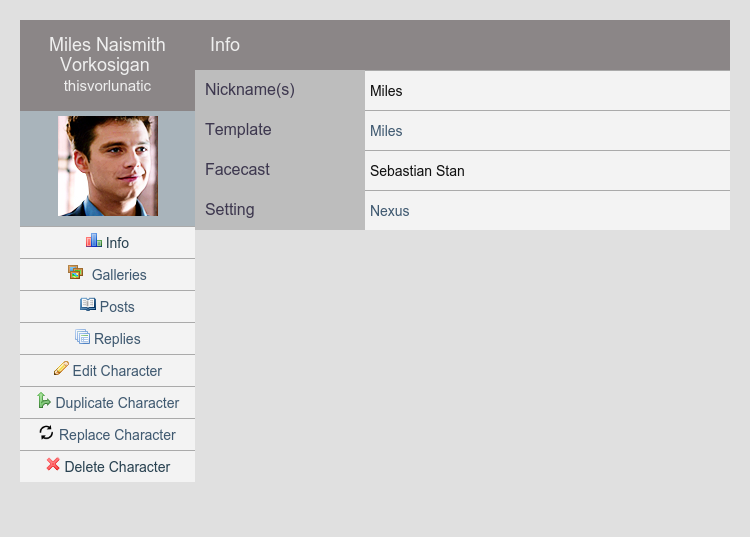 Miles Naismith
Vorkosigan
thisvorlunatic
Info
Galleries
Posts
Replies
Edit Character
Duplicate Character
Replace Character
Delete Character
Info
Nickname(s) Miles
Template Miles
Facecast Sebastian Stan
Setting Nexus